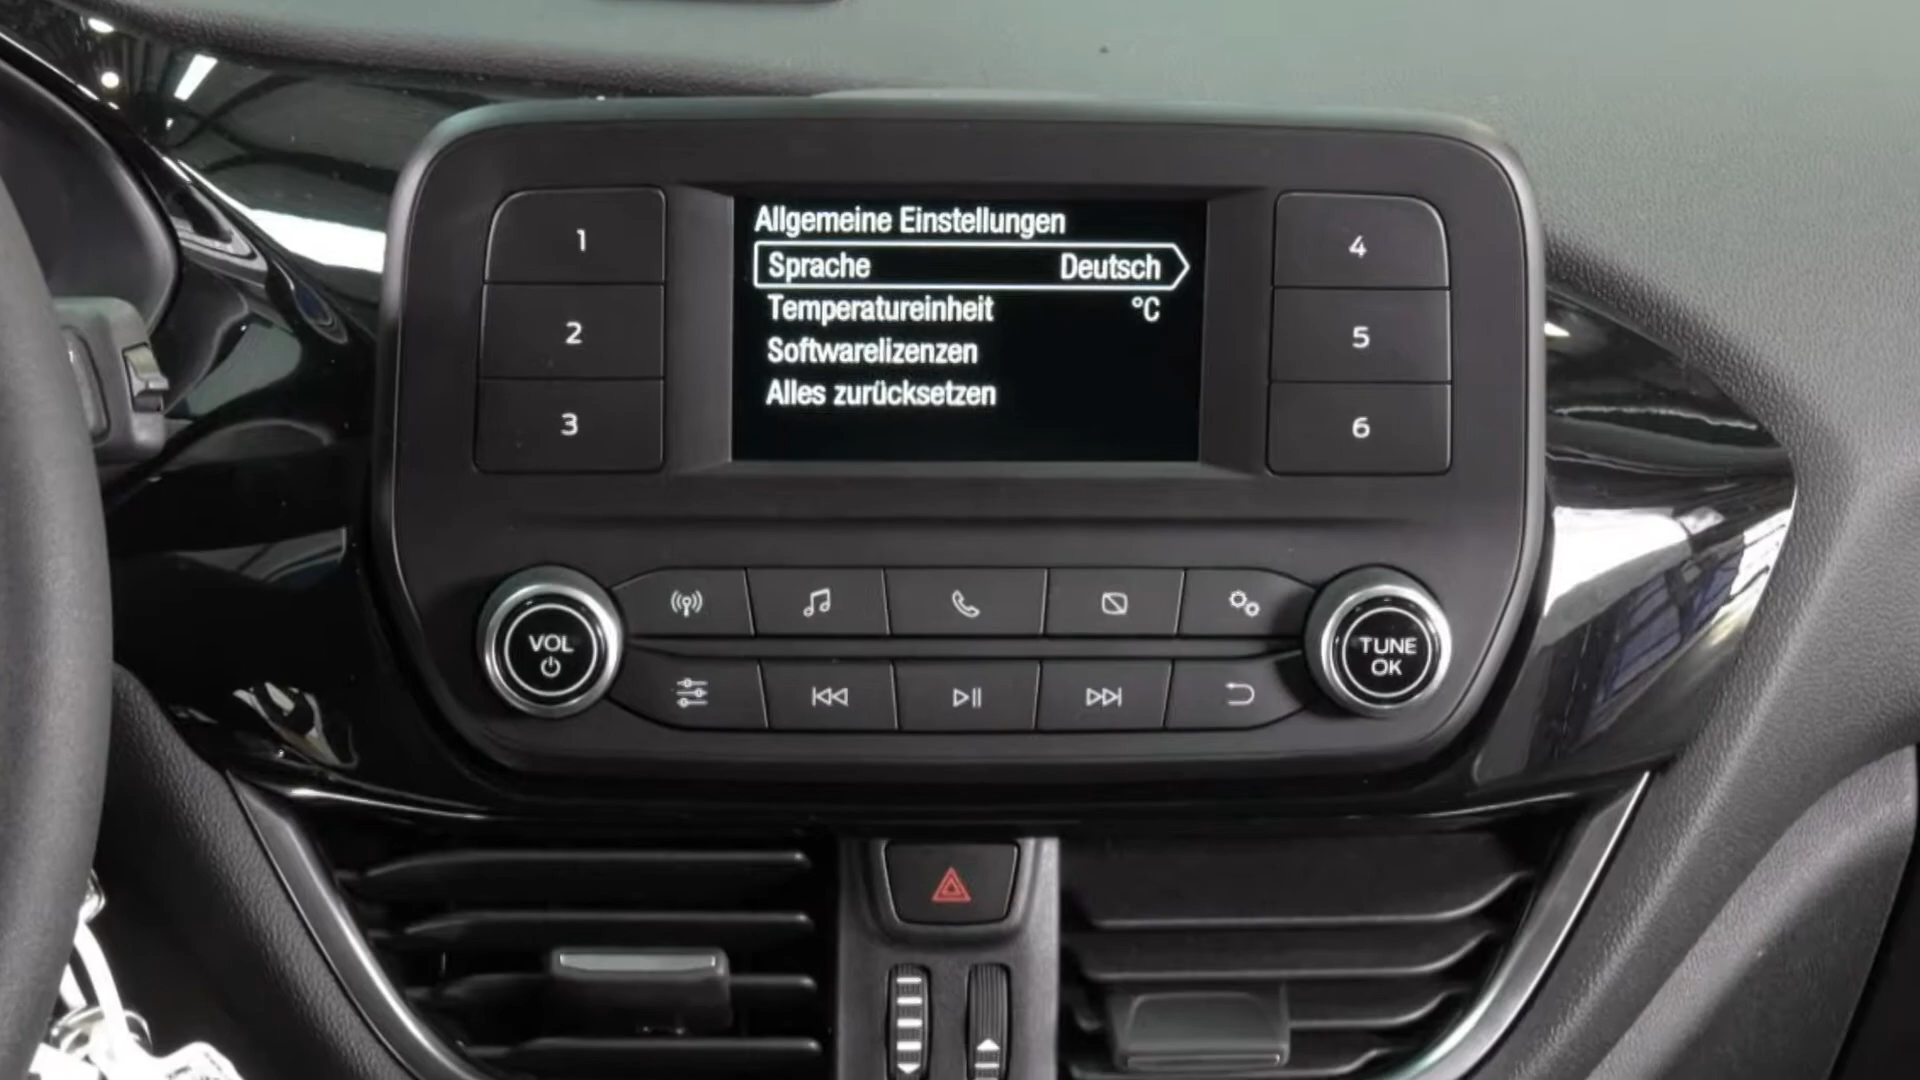 Allgemeine Einstellungen
Sprache Deutsch
Temperatureinheit °C
Softwarelizenzen
Alles zurücksetzen
1
2
3
4
5
6
VOL
TUNE
OK